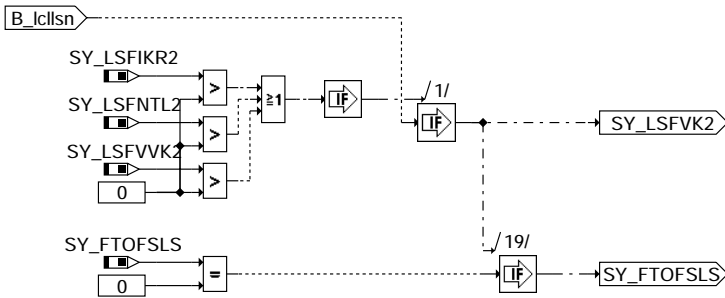 B_lcllsn
SY_LSFIKR2
SY_LSFNTL2
SY_LSFVVK2
0
>
>
>
≥1
IF
/1/
IF
SY_LSFVK2
/19/
SY_FTOFSLS
0
=
IF
SY_FTOFSLS